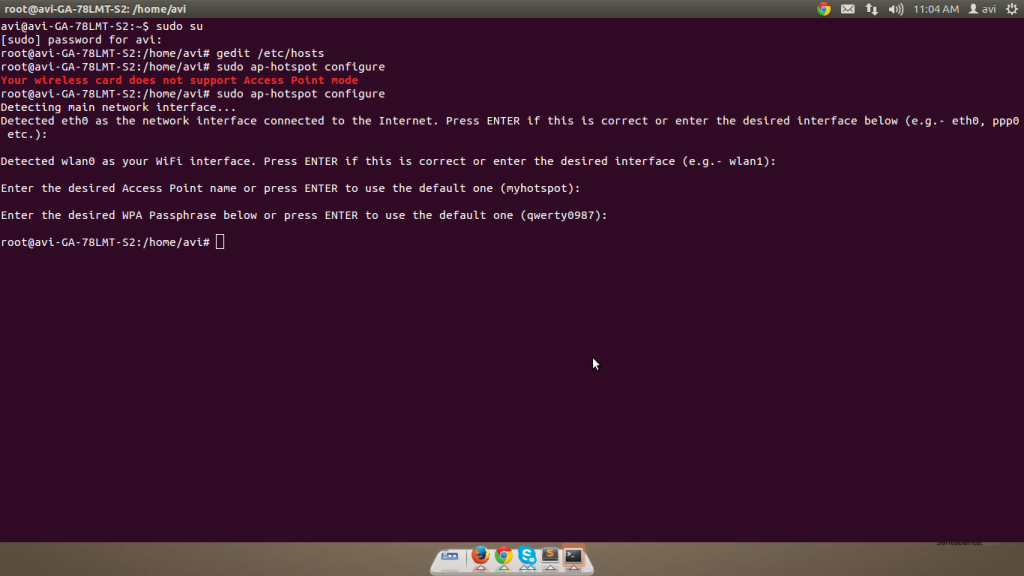 root@avi-GA-78LMT-S2: /home/avi
11:04 AM
avi
avi@avi-GA-78LMT-S2:~$ sudo su
[sudo] password for avi:
root@avi-GA-78LMT-S2:/home/avi# gedit /etc/hosts
root@avi-GA-78LMT-S2:/home/avi# sudo ap-hotspot configure
Your wireless card does not support Access Point mode
root@avi-GA-78LMT-S2:/home/avi# sudo ap-hotspot configure
Detecting main network interface...
Detected eth0 as the network interface connected to the Internet. Press ENTER if this is correct or enter the desired interface below (e.g.- eth0, ppp0
etc.):
Detected wlan0 as your WiFi interface. Press ENTER if this is correct or enter the desired interface (e.g.- wlan1):
Enter the desired Access Point name or press ENTER to use the default one (myhotspot):
Enter the desired WPA Passphrase below or press ENTER to use the default one (qwerty0987):
root@avi-GA-78LMT-S2:/home/avi#